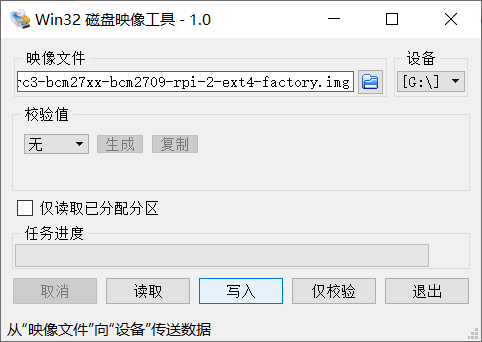 Win32 磁盘映像工具 - 1.0
映像文件
设备
rc3-bcm27xx-bcm2709-rpi-2-ext4-factory.img
[G:\]
校验值
无
生成
复制
仅读取已分配分区
任务进度
取消
读取
写入
仅校验
退出
从“映像文件”向“设备”传送数据